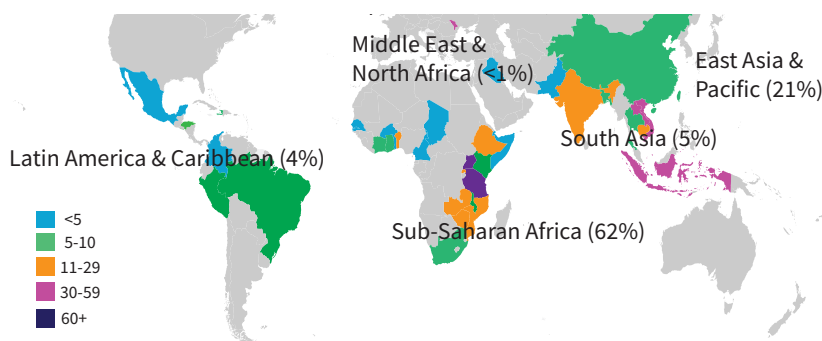 Middle East &
North Africa (<1%)
East Asia &
Pacific (21%)
South Asia (5%)
Latin America & Caribbean (4%)
Sub-Saharan Africa (62%)
<5
5-10
11-29
30-59
60+